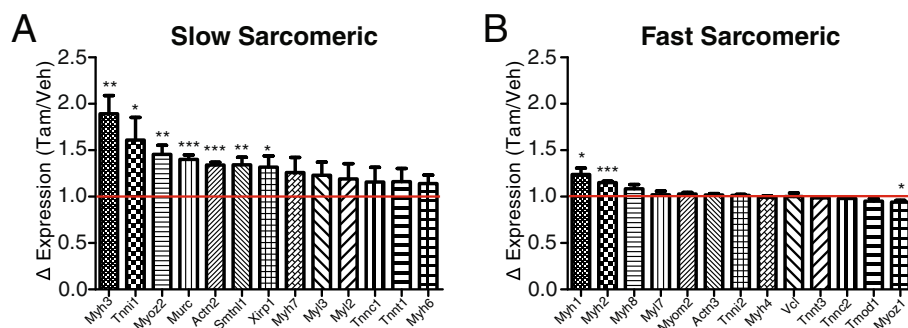 A
Slow Sarcomeric
Δ Expression (Tam/Veh)
2.5
2.0
1.5
1.0
0.5
0.0
**
*
**
***
***
**
*
Myh3
Tnni1
Myoz2
Murc
Actn2
Smtnl1
Xirp1
Myh7
Myl3
Myl2
Tnnc1
Tnnt1
Myh6
B
Fast Sarcomeric
Δ Expression (Tam/Veh)
2.5
2.0
1.5
1.0
0.5
0.0
*
***
*
Myh1
Myh2
Myh8
Myl7
Myom2
Actn3
Tnni2
Myh4
Vcl
Tnnt3
Tnnc2
Tmod1
Myoz1